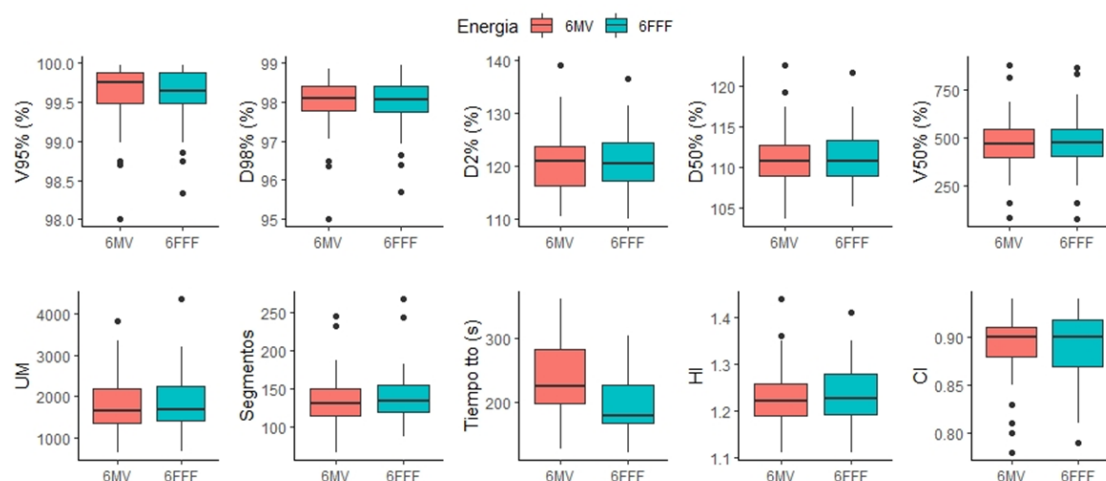 Energia 6MV 6FFF
V95% (%)
100.0
99.5
99.0
98.5
98.0
6MV 6FFF
D98% (%)
99
98
97
96
95
6MV 6FFF
D2% (%)
140
130
120
110
6MV 6FFF
D50% (%)
120
115
110
105
6MV 6FFF
V50% (%)
750
500
250
6MV 6FFF
UM
4000
3000
2000
1000
6MV 6FFF
Segmentos
250
200
150
100
6MV 6FFF
Tiempo tto (s)
300
200
6MV 6FFF
HI
1.4
1.3
1.2
1.1
6MV 6FFF
CI
0.90
0.85
0.80
6MV 6FFF